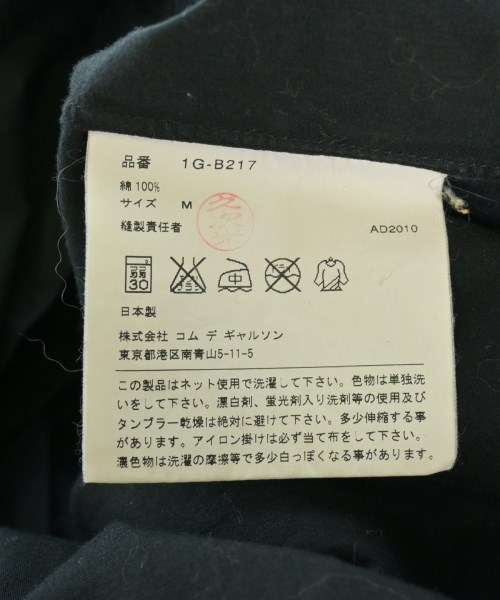 品番 1G-B217
綿 100%
サイズ M
縫製責任者
AD2010
弱
30
中
日本製
株式会社 コム デ ギャルソン
東京都港区南青山5-11-5
この製品はネット使用で洗濯して下さい。色物は単独洗
いをして下さい。漂白剤、蛍光剤入り洗剤等の使用及び
タンブラー乾燥は絶対に避けて下さい。多少伸縮する事
があります。アイロン掛けは必ず当て布をして下さい。
濃色物は洗濯の摩擦等で多少白っぽくなる事があります。